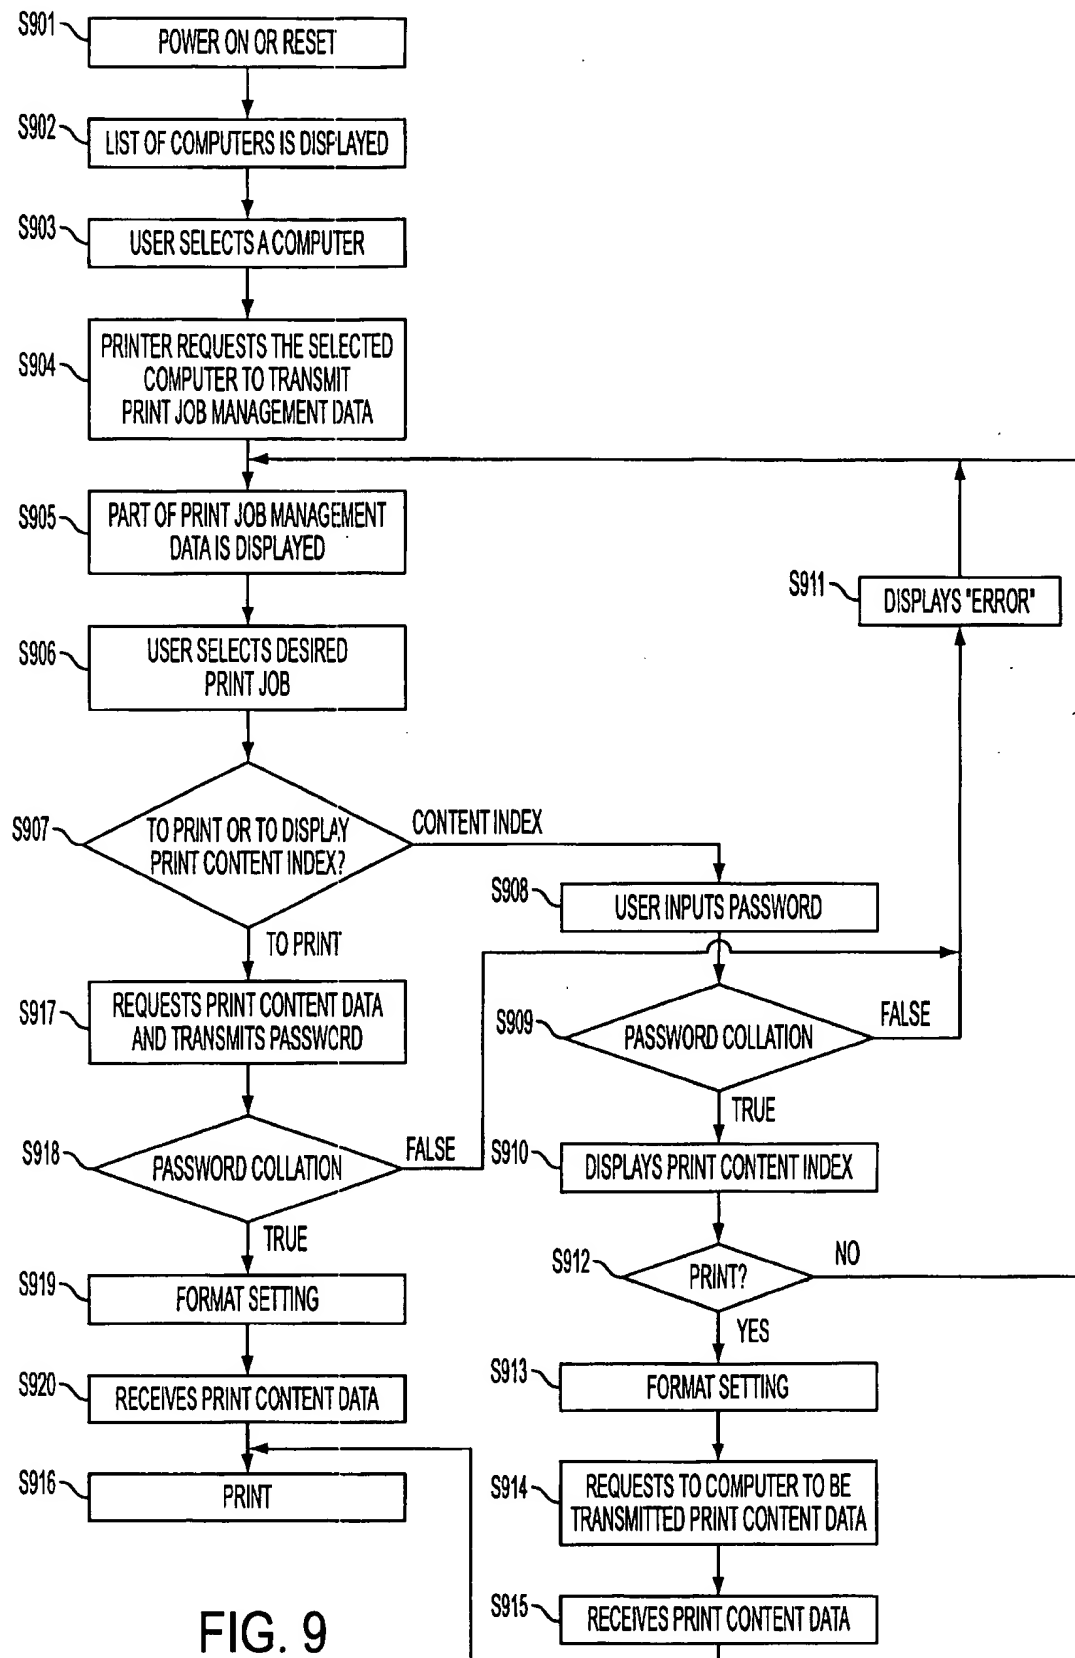 S901
POWER ON OR RESET
S902
LIST OF COMPUTERS IS DISPLAYED
S903
USER SELECTS A COMPUTER
S904
PRINTER REQUESTS THE SELECTED
COMPUTER TO TRANSMIT
PRINT JOB MANAGEMENT DATA
S905
PART OF PRINT JOB MANAGEMENT
DATA IS DISPLAYED
S911
DISPLAYS "ERROR"
S906
USER SELECTS DESIRED
PRINT JOB
S907
TO PRINT OR TO DISPLAY
PRINT CONTENT INDEX?
CONTENT INDEX
TO PRINT
S908
USER INPUTS PASSWORD
S917
REQUESTS PRINT CONTENT DATA
AND TRANSMITS PASSWORD
S909
PASSWORD COLLATION
FALSE
TRUE
S918
PASSWORD COLLATION
FALSE
TRUE
S910
DISPLAYS PRINT CONTENT INDEX
S912
PRINT?
NO
YES
S919
FORMAT SETTING
S920
RECEIVES PRINT CONTENT DATA
S916
PRINT
S913
FORMAT SETTING
S914
REQUESTS TO COMPUTER TO BE
TRANSMITTED PRINT CONTENT DATA
S915
RECEIVES PRINT CONTENT DATA
FIG. 9